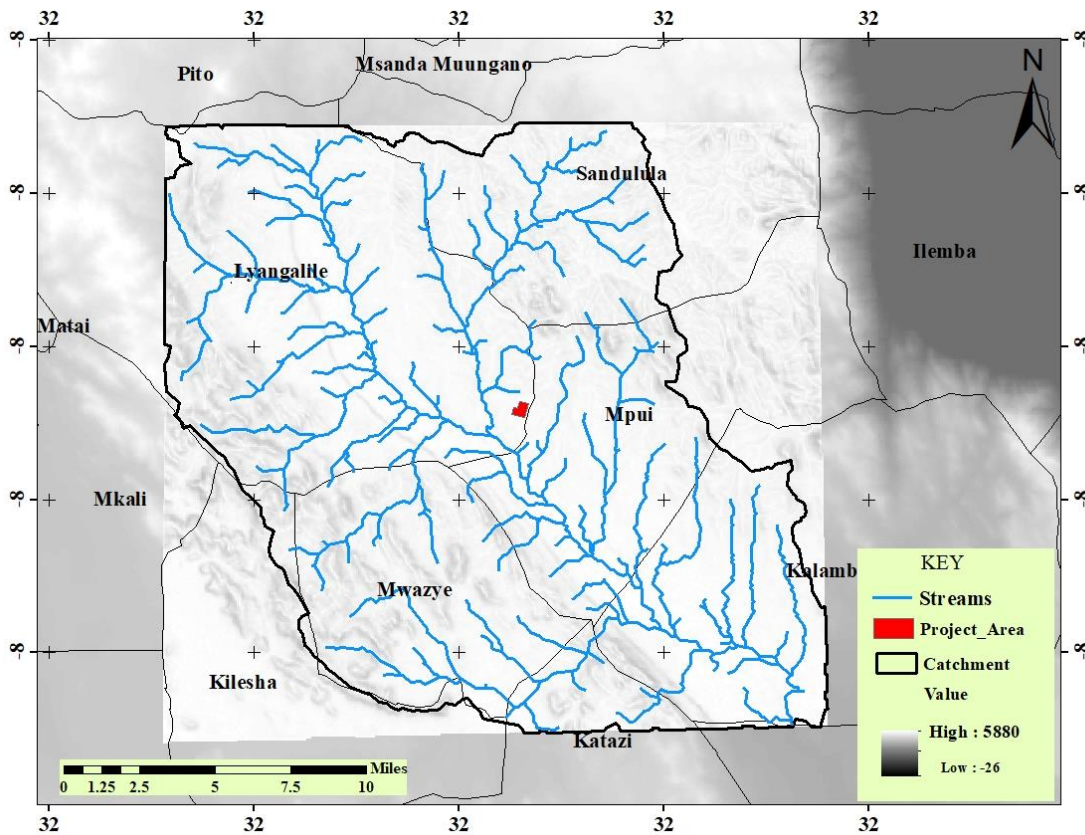 32 32 32 32 32
-8 -8
Msanda Muungano
Pito
N
Sandulula
-8 -8
Ilemba
Lyangalile
Matai
-8 -8
Mpui
Mkali
-8 -8
KEY
Kalamb
Mwazye
Streams
Project_Area
-8 -8
Catchment
Kilesha
Value
High : 5880
Katazi
Low : -26
Miles
0 1.25 2.5 5 7.5 10
32 32 32 32 32